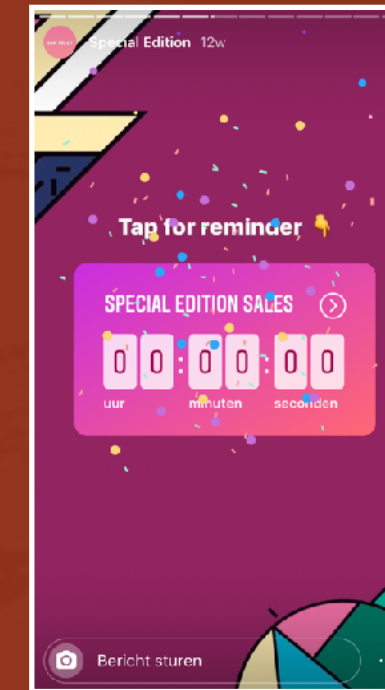 Special Edition 12w
Tap for reminder 👇
SPECIAL EDITION SALES
00:00:00
uur minuten seconden
Bericht sturen